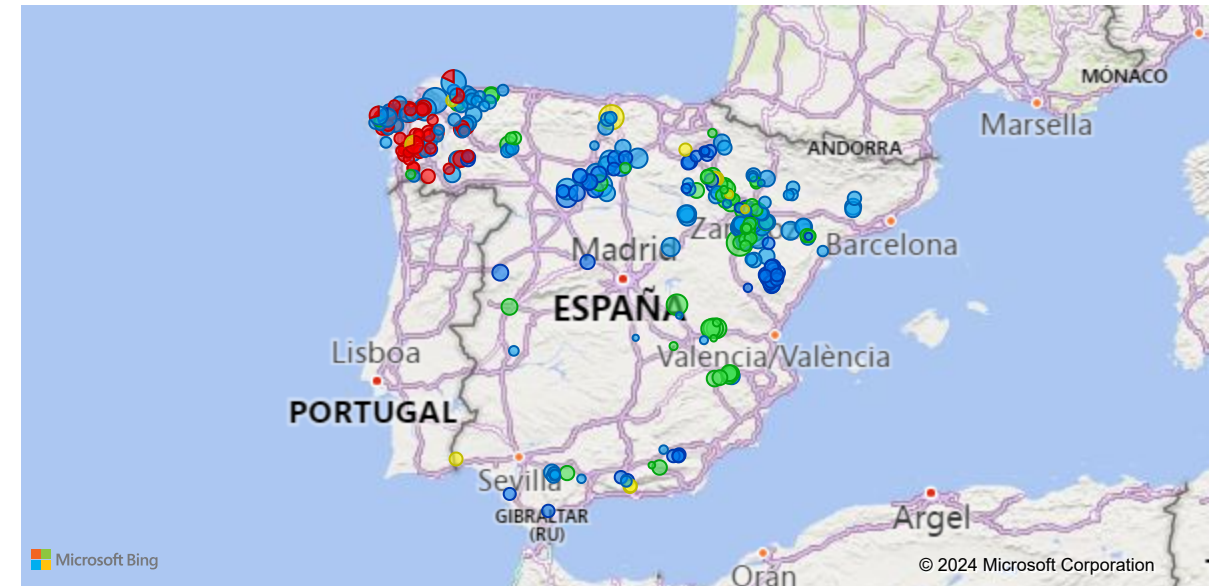 MÓNACO
Marsella
ANDORRA
Barcelona
Madrid
ESPAÑA
Lisboa
Valencia/València
PORTUGAL
Sevilla
GIBRALTAR
(RU)
Argel
Microsoft Bing
© 2024 Microsoft Corporation
Oran